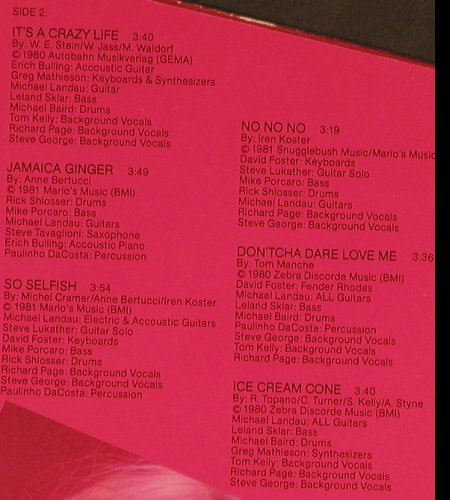 SIDE 2:
IT'S A CRAZY LIFE 3:40
By: W. E. Stein/W. Jass/M. Waldorf
© 1980 Autobahn Musikverlag (GEMA)
Erich Bulling: Accoustic Guitar
Greg Mathieson: Keyboards & Synthesizers
Michael Landau: Guitar
Leland Sklar: Bass
Michael Baird: Drums
Tom Kelly: Background Vocals
Richard Page: Background Vocals
Steve George: Background Vocals
JAMAICA GINGER 3:49
By: Anne Bertucci
© 1981 Mario's Music (BMI)
Rick Shlosser: Drums
Mike Porcaro: Bass
Michael Landau: Guitars
Steve Tavaglioni: Saxophone
Erich Bulling: Accoustic Piano
Paulinho DaCosta: Percussion
SO SELFISH 3:54
By: Michel Cramer/Anne Bertucci/Iren Koster
© 1981 Mario's Music (BMI)
Michael Landau: Electric & Accoustic Guitars
Steve Lukather: Guitar Solo
David Foster: Keyboards
Mike Porcaro: Bass
Rick Shlosser: Drums
Richard Page: Background Vocals
Steve George: Background Vocals
Paulinho DaCosta: Percussion
NO NO NO 3:19
By: Iren Koster
© 1981 Snugglebush Music/Mario's Music
David Foster: Keyboards
Steve Lukather: Guitar Solo
Mike Porcaro: Bass
Rick Shlosser: Drums
Michael Landau: Guitars
Richard Page: Background Vocals
Steve George: Background Vocals
DON'TCHA DARE LOVE ME 3:36
By: Tom Manche
© 1980 Zebra Discorde Music (BMI)
David Foster: Fender Rhodes
Michael Landau: ALL Guitars
Leland Sklar: Bass
Michael Baird: Drums
Paulinho DaCosta: Percussion
Steve George: Background Vocals
Tom Kelly: Background Vocals
Richard Page: Background Vocals
ICE CREAM CONE 3:40
By: R. Topano/C. Turner/S. Kelly/A. Styne
© 1980 Zebra Discorde Music (BMI)
Michael Landau: ALL Guitars
Leland Sklar: Bass
Michael Baird: Drums
Greg Mathieson: Synthesizers
Tom Kelly: Background Vocals
Richard Page: Background Vocals
Steve George: Background Vocals